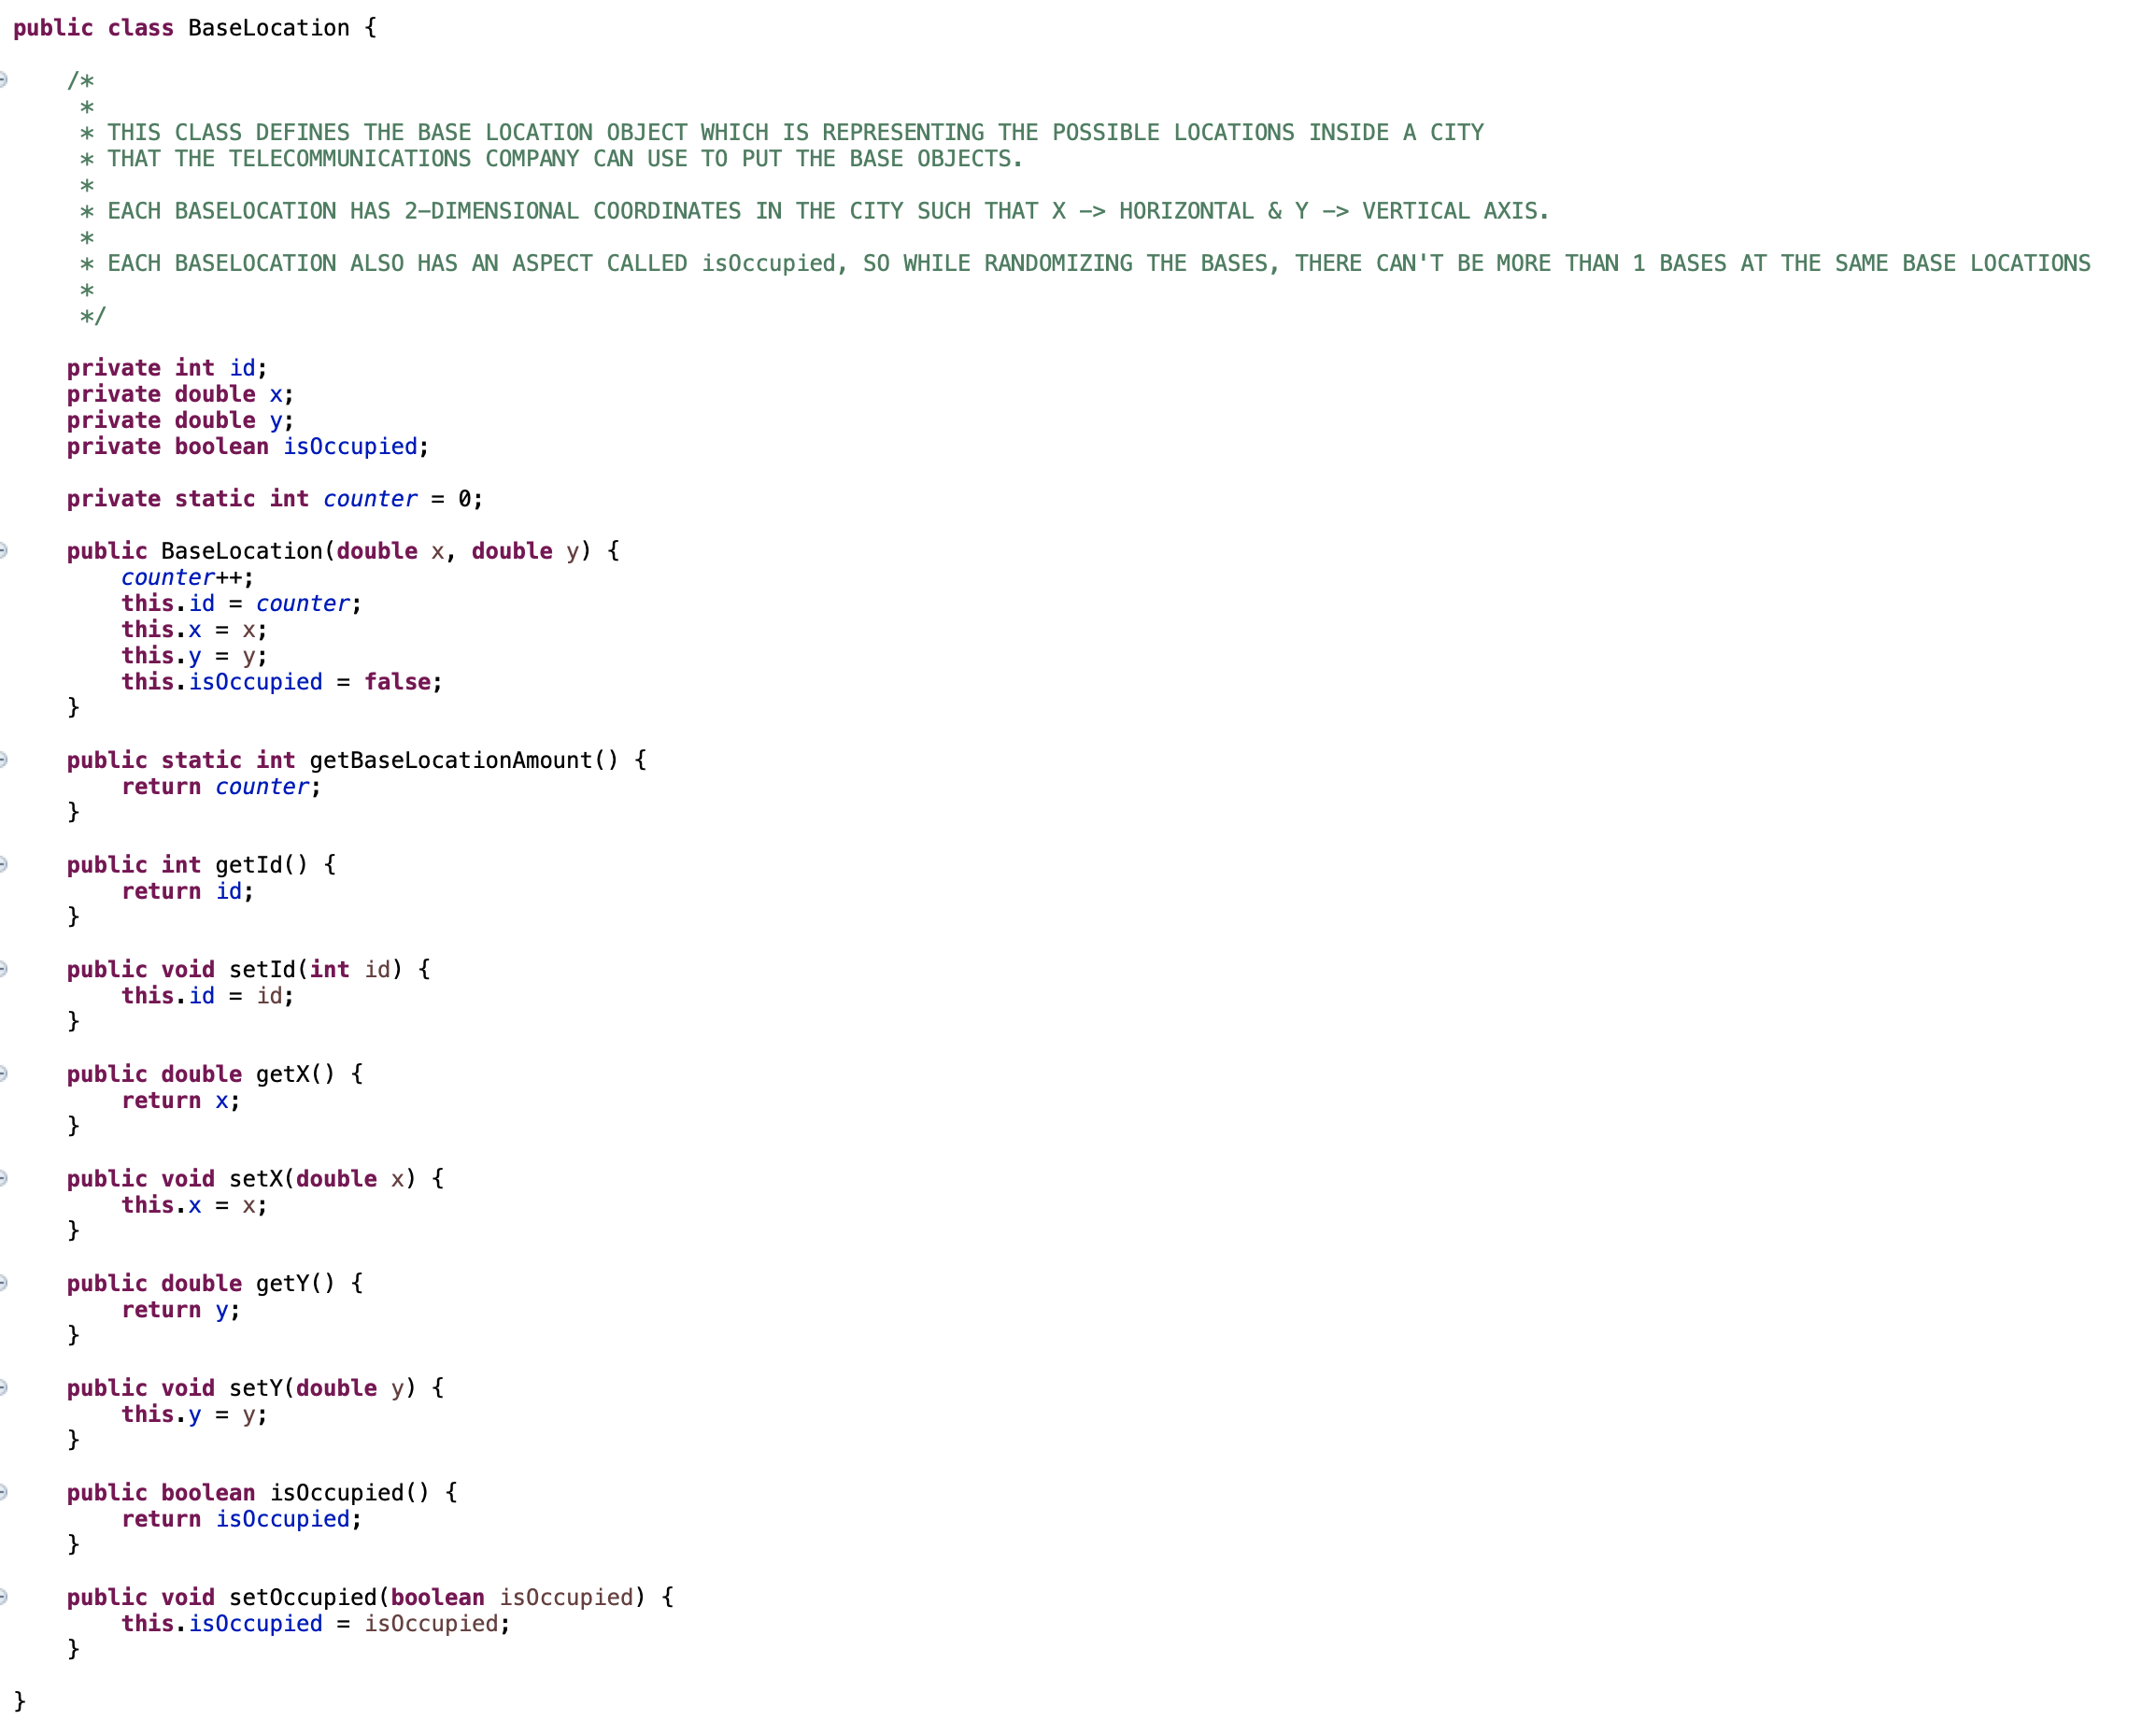 public class BaseLocation {
/*
*
* THIS CLASS DEFINES THE BASE LOCATION OBJECT WHICH IS REPRESENTING THE POSSIBLE LOCATIONS INSIDE A CITY
* THAT THE TELECOMMUNICATIONS COMPANY CAN USE TO PUT THE BASE OBJECTS.
*
* EACH BASELOCATION HAS 2-DIMENSIONAL COORDINATES IN THE CITY SUCH THAT X -> HORIZONTAL & Y -> VERTICAL AXIS.
*
* EACH BASELOCATION ALSO HAS AN ASPECT CALLED isOccupied, SO WHILE RANDOMIZING THE BASES, THERE CAN'T BE MORE THAN 1 BASES AT THE SAME BASE LOCATIONS
*
*/
private int id;
private double x;
private double y;
private boolean isOccupied;
private static int counter = 0;
public BaseLocation(double x, double y) {
counter++;
this.id = counter;
this.x = x;
this.y = y;
this.isOccupied = false;
}
public static int getBaseLocationAmount() {
return counter;
}
public int getId() {
return id;
}
public void setId(int id) {
this.id = id;
}
public double getX() {
return x;
}
public void setX(double x) {
this.x = x;
}
public double getY() {
return y;
}
public void setY(double y) {
this.y = y;
}
public boolean isOccupied() {
return isOccupied;
}
public void setOccupied(boolean isOccupied) {
this.isOccupied = isOccupied;
}
}